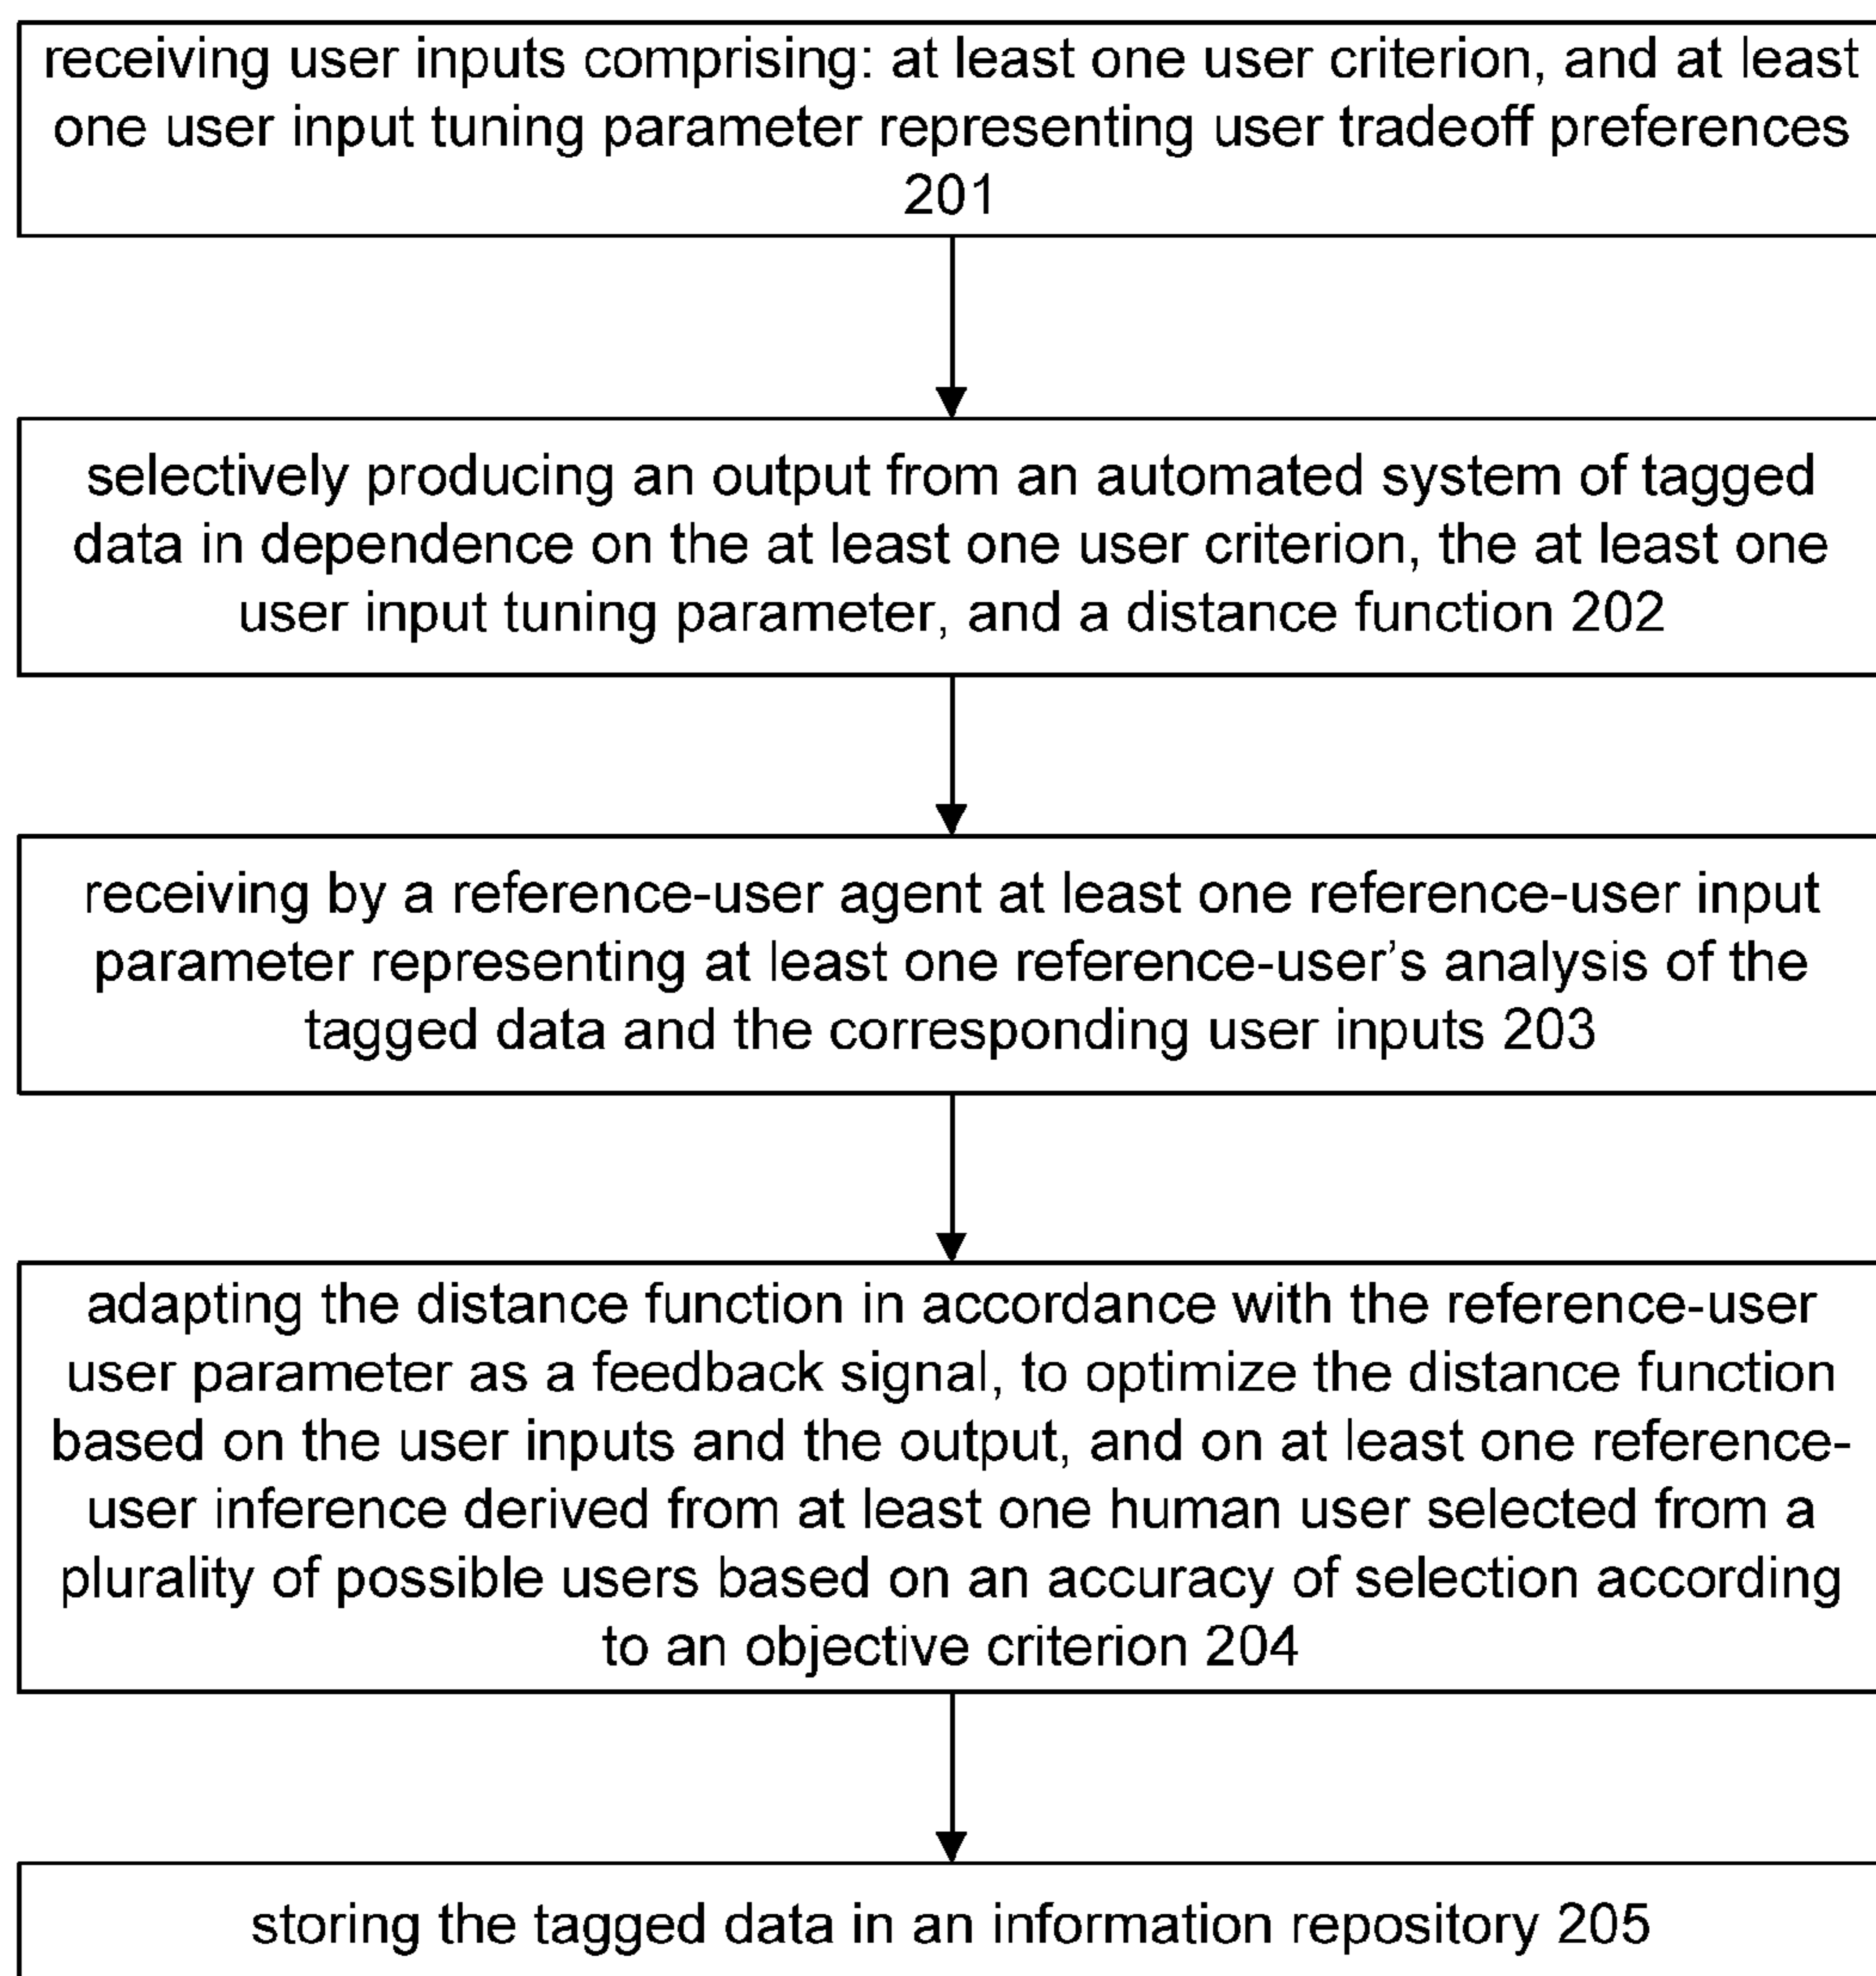 receiving user inputs comprising: at least one user criterion, and at least
one user input tuning parameter representing user tradeoff preferences
201
selectively producing an output from an automated system of tagged
data in dependence on the at least one user criterion, the at least one
user input tuning parameter, and a distance function 202
receiving by a reference-user agent at least one reference-user input
parameter representing at least one reference-user's analysis of the
tagged data and the corresponding user inputs 203
adapting the distance function in accordance with the reference-user
user parameter as a feedback signal, to optimize the distance function
based on the user inputs and the output, and on at least one reference-
user inference derived from at least one human user selected from a
plurality of possible users based on an accuracy of selection according
to an objective criterion 204
storing the tagged data in an information repository 205